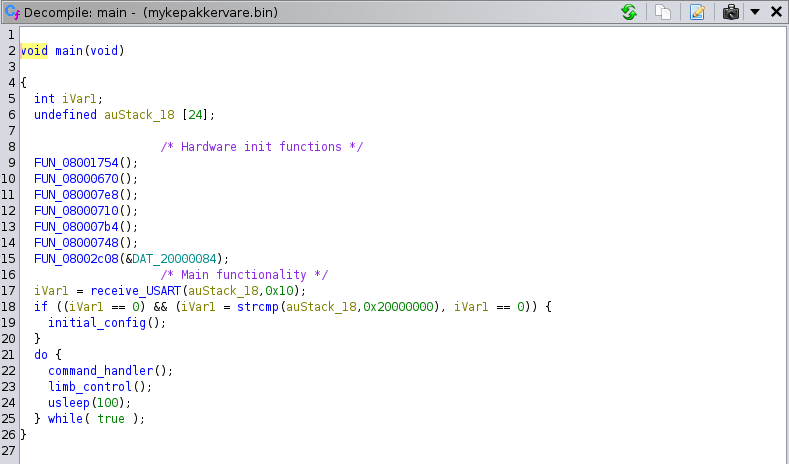 Decompile: main - (mykepakkervare.bin)
1
2 void main(void)
3
4 {
5 int iVar1;
6 undefined auStack_18 [24];
7
8 /* Hardware init functions */
9 FUN_08001754();
10 FUN_08000670();
11 FUN_080007e8();
12 FUN_08000710();
13 FUN_080007b4();
14 FUN_08000748();
15 FUN_08002c08(&DAT_20000084);
16 /* Main functionality */
17 iVar1 = receive_USART(auStack_18,0x10);
18 if ((iVar1 == 0) && (iVar1 = strcmp(auStack_18,0x20000000), iVar1 == 0)) {
19 initial_config();
20 }
21 do {
22 command_handler();
23 limb_control();
24 usleep(100);
25 } while( true );
26 }
27